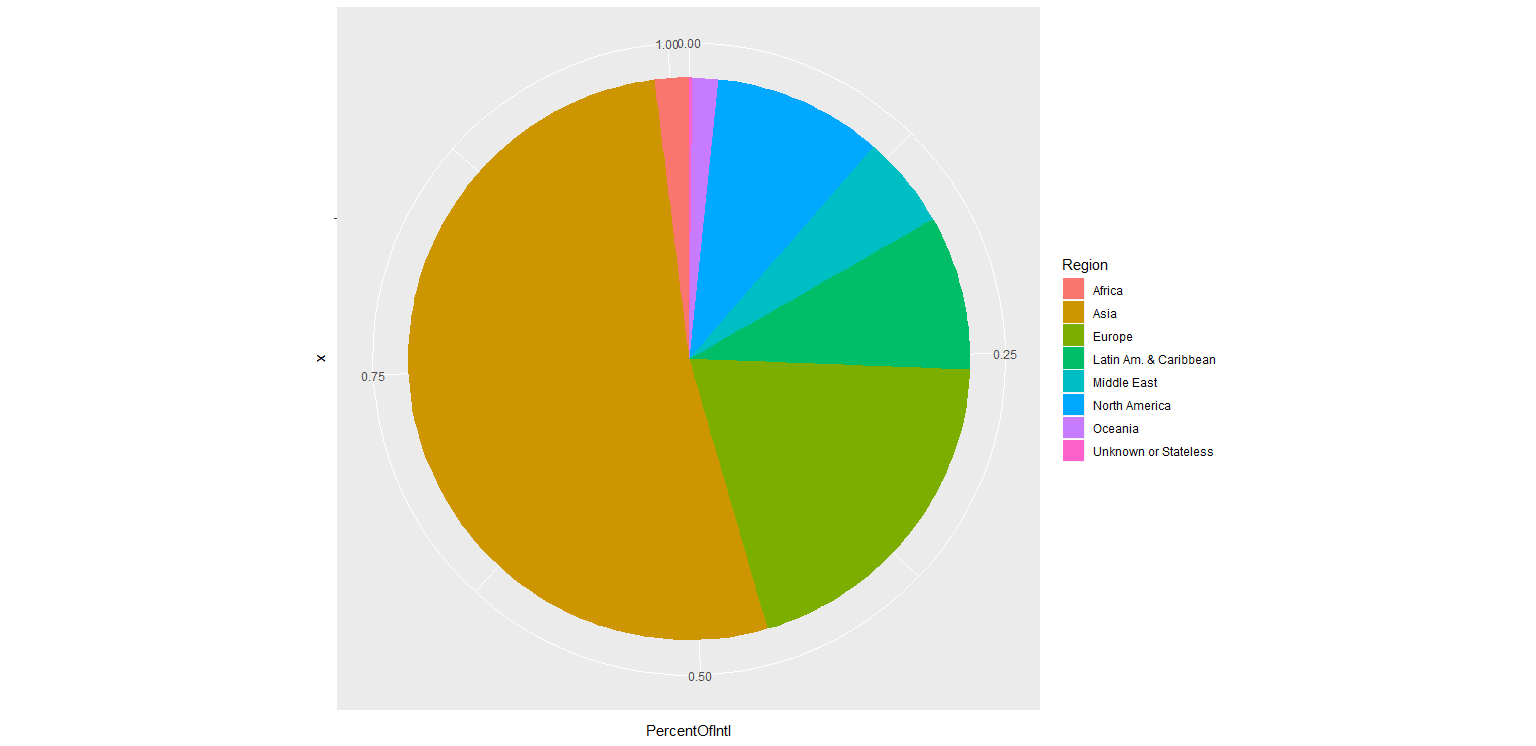 1.00
0.00
0.25
0.75
0.50
x
PercentOfIntl
Region
Africa
Asia
Europe
Latin Am. & Caribbean
Middle East
North America
Oceania
Unknown or Stateless